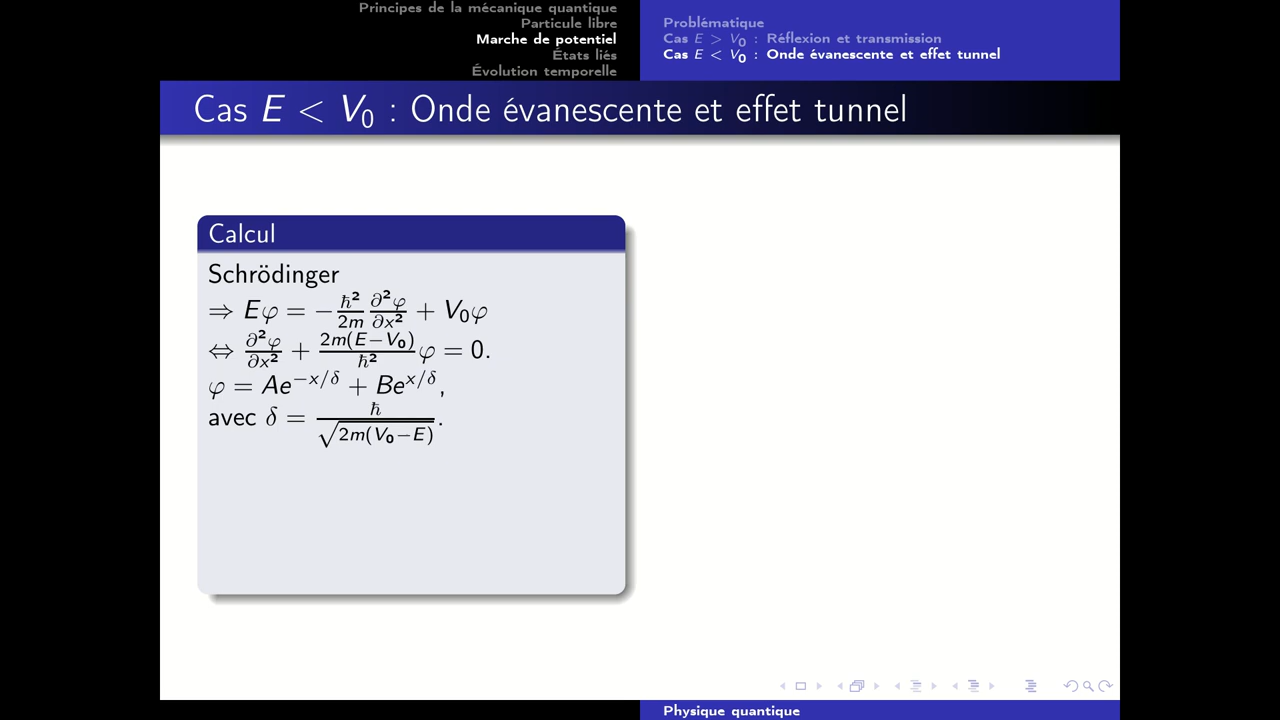 Principes de la mécanique quantique
Particule libre
Marche de potentiel
États liés
Évolution temporelle
Problématique
Cas E > V₀ : Réflexion et transmission
Cas E < V₀ : Onde évanescente et effet tunnel
Cas E < V₀ : Onde évanescente et effet tunnel
Calcul
Schrödinger
⇒ Eφ = −ℏ²/2m ∂²φ/∂x² + V₀φ
⇔ ∂²φ/∂x² + 2m(E−V₀)/ℏ² φ = 0.
φ = Ae^{−x/δ} + Be^{x/δ},
avec δ = ℏ/√(2m(V₀−E)).
Physique quantique